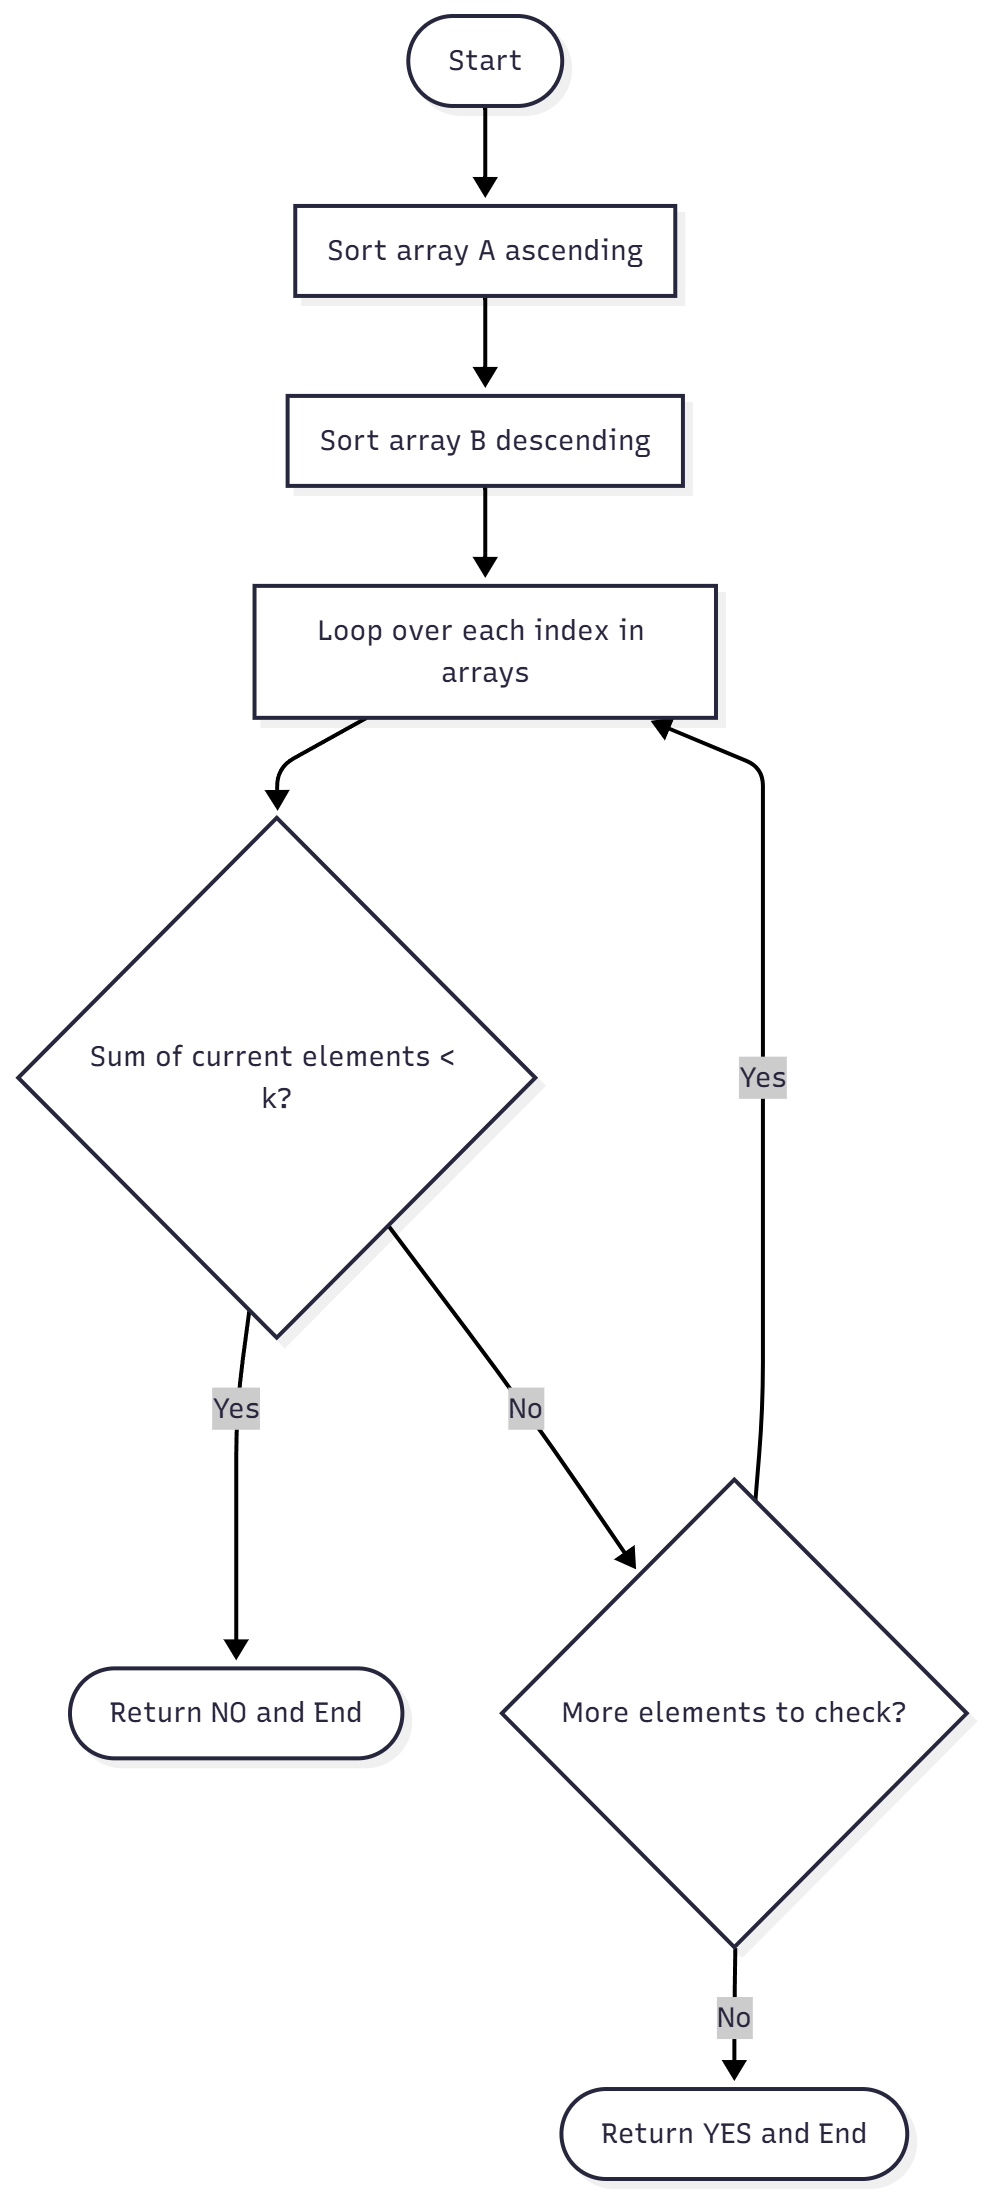 Start
Sort array A ascending
Sort array B descending
Loop over each index in
arrays
Sum of current elements <
k?
Yes
Yes
No
Return NO and End
More elements to check?
No
Return YES and End